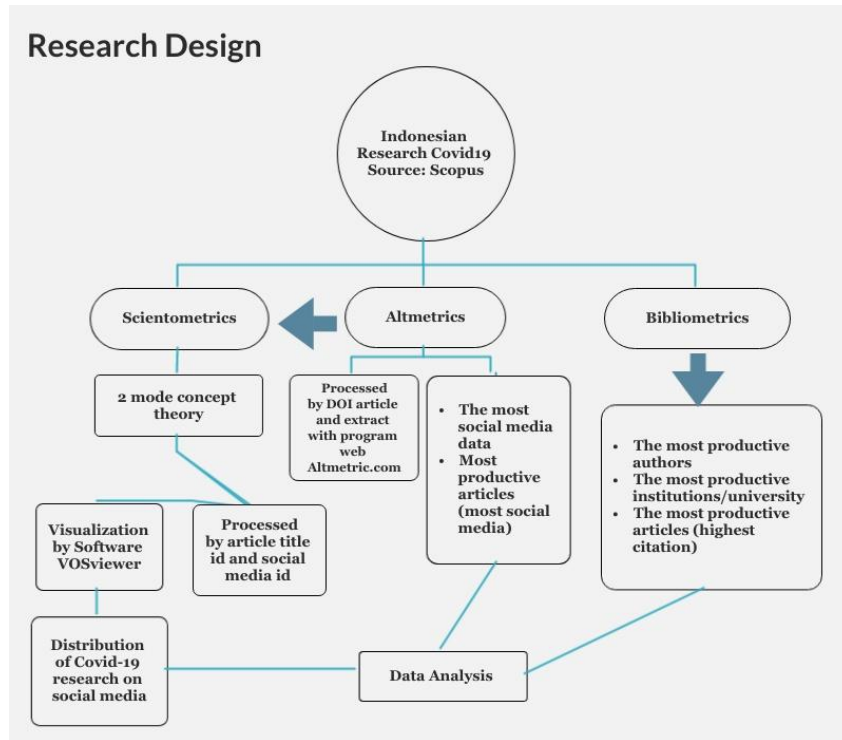 Research Design
Indonesian
Research Covid19
Source: Scopus
Scientometrics
Altmetrics
Bibliometrics
2 mode concept
theory
Processed
by DOI article
and extract
with program
web
Altmetric.com
• The most
social media
data
• Most
productive
articles
(most social
media)
• The most productive
authors
• The most productive
institutions/university
• The most productive
articles (highest
citation)
Visualization
by Software
VOSviewer
Processed
by article title
id and social
media id
Distribution
of Covid-19
research on
social media
Data Analysis